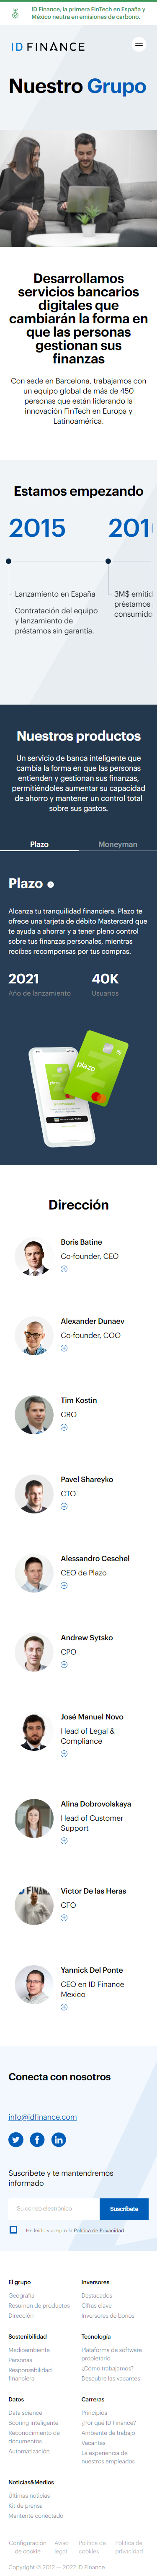 ID Finance, la primera FinTech en España y
México neutra en emisiones de carbono.
ID FINANCE
Nuestro Grupo
Desarrollamos
servicios bancarios
digitales que
cambiarán la forma en
que las personas
gestionan sus
finanzas
Con sede en Barcelona, trabajamos con
un equipo global de más de 450
personas que están liderando la
innovación FinTech en Europa y
Latinoamérica.
Estamos empezando
2015
Lanzamiento en España
Contratación del equipo
y lanzamiento de
préstamos sin garantía.
201
3M$ emitid
préstamos
consumido
Nuestros productos
Un servicio de banca inteligente que
cambia la forma en que las personas
entienden y gestionan sus finanzas,
permitiéndoles aumentar su capacidad
de ahorro y mantener un control total
sobre sus gastos.
Plazo
Moneyman
Plazo
Alcanza tu tranquilidad financiera. Plazo te
ofrece una tarjeta de débito Mastercard que
te ayuda a ahorrar y a tener pleno control
sobre tus finanzas personales, mientras
recibes recompensas por tus compras.
2021
Año de lanzamiento
40K
Usuarios
plazo
Dirección
Boris Batine
Co-founder, CEO
Alexander Dunaev
Co-founder, COO
Tim Kostin
CRO
Pavel Shareyko
CTO
Alessandro Ceschel
CEO de Plazo
Andrew Sytsko
CPO
José Manuel Novo
Head of Legal &
Compliance
Alina Dobrovolskaya
Head of Customer
Support
Victor De las Heras
CFO
Yannick Del Ponte
CEO en ID Finance
Mexico
Conecta con nosotros
info@idfinance.com
Suscríbete y te mantendremos
informado
Su correo electrónico
Suscríbete
He leído y acepto la Política de Privacidad
El grupo
Geografía
Resumen de productos
Dirección
Inversores
Destacados
Cifras clave
Inversores de bonos
Sostenibilidad
Medioambiente
Personas
Responsabilidad
financiera
Tecnología
Plataforma de software
propietario
¿Cómo trabajamos?
Descubre las vacantes
Datos
Data science
Scoring inteligente
Reconocimiento de
documentos
Automatización
Carreras
Principios
¿Por qué ID Finance?
Ambiente de trabajo
Vacantes
La experiencia de
nuestros empleados
Noticias&Medios
Ultimas notícias
Kit de prensa
Mantente conectado
Configuración
de cookie
Aviso
legal
Política de
cookies
Política de
privacidad
Copyright © 2012 — 2022 ID Finance